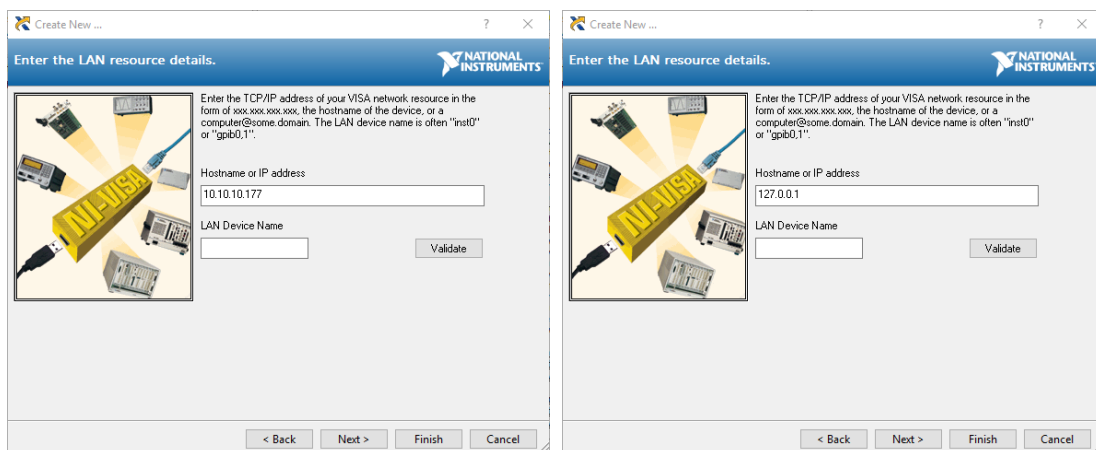 Create New ...
Enter the LAN resource details.
NATIONAL
INSTRUMENTS
Enter the TCP/IP address of your VISA network resource in the
form of xxx.xxx.xxx.xxx, the hostname of the device, or a
computer@some.domain. The LAN device name is often "inst0"
or "gpib0,1".
NI-VISA
Hostname or IP address
10.10.10.177
LAN Device Name
Validate
< Back Next > Finish Cancel
Create New ...
Enter the LAN resource details.
NATIONAL
INSTRUMENTS
Enter the TCP/IP address of your VISA network resource in the
form of xxx.xxx.xxx.xxx, the hostname of the device, or a
computer@some.domain. The LAN device name is often "inst0"
or "gpib0,1".
NI-VISA
Hostname or IP address
127.0.0.1
LAN Device Name
Validate
< Back Next > Finish Cancel